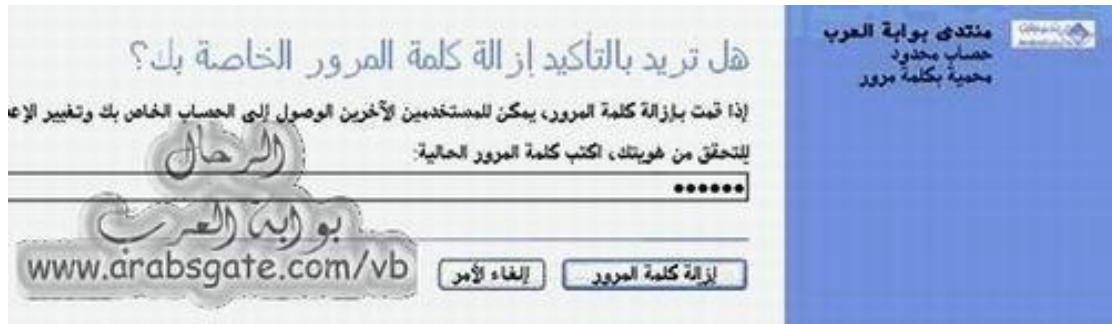 منتدى بوابة العرب
حساب محدود
محمية بكلمة مرور
هل تريد بالتأكيد إزالة كلمة المرور الخاصة بك؟
إذا قمت بإزالة كلمة المرور، يمكن للمستخدمين الآخرين الوصول إلى الحساب الخاص بك وتغيير الإعد
للتحقق من هويتك، اكتب كلمة المرور الحالية:
الرحال
بوابة العرب
www.arabsgate.com/vb
إزالة كلمة المرور
إلغاء الأمر